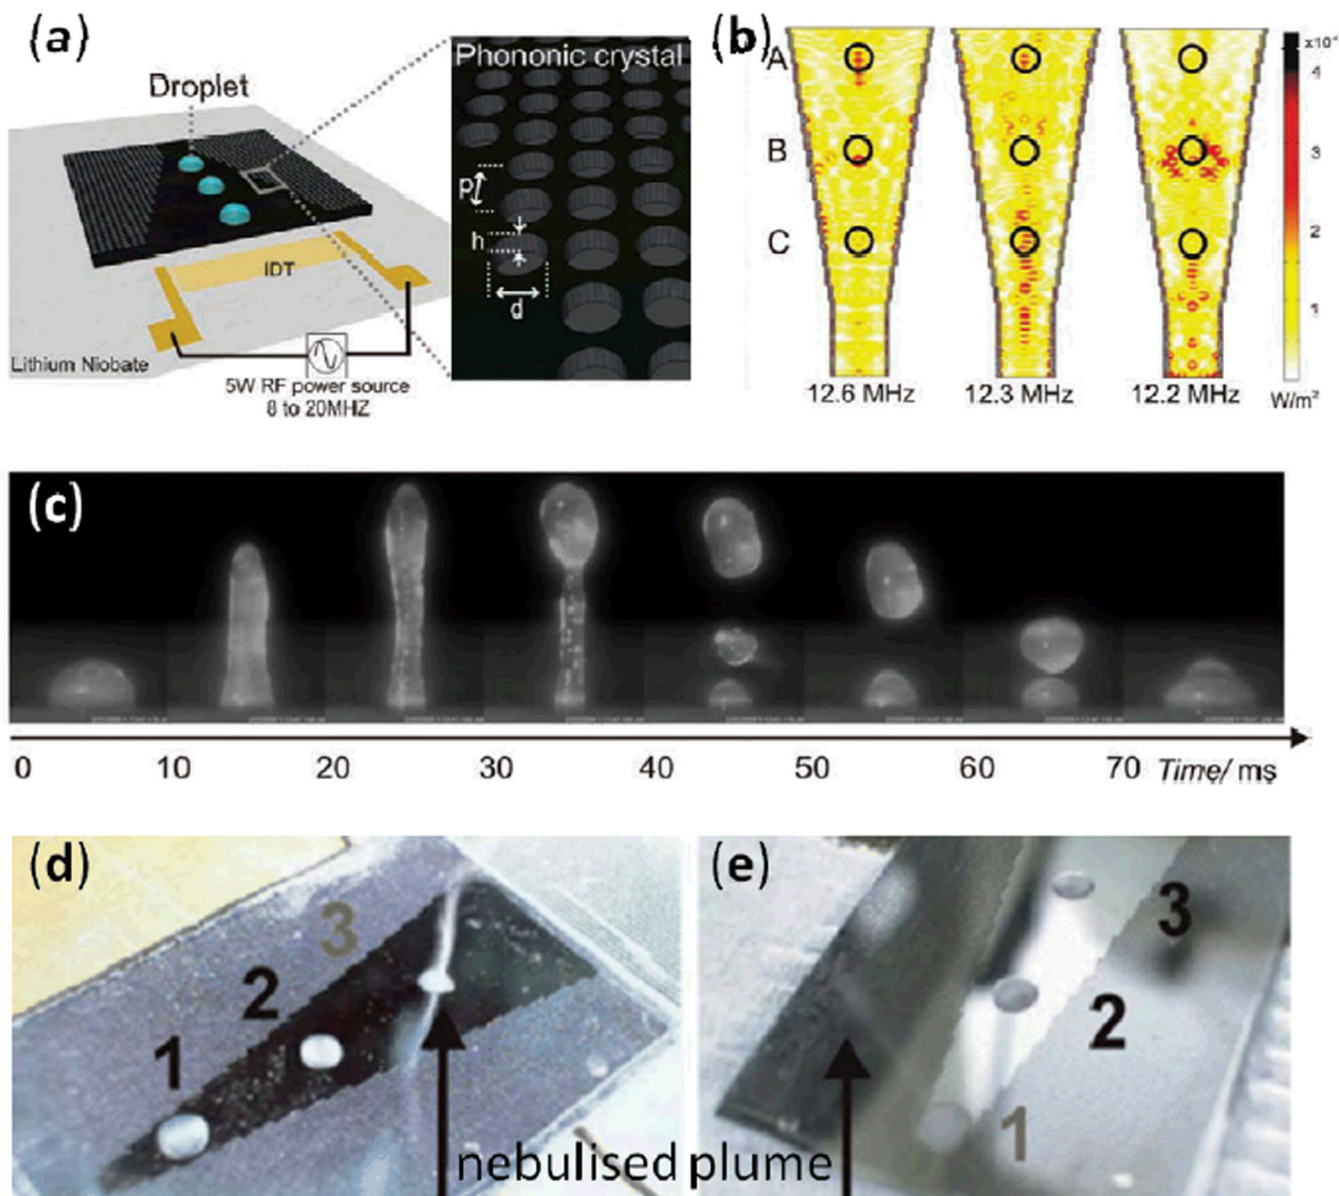 (a)
Droplet
IDT
Lithium Niobate
5W RF power source
8 to 20MHZ
Phononic crystal
p
h
d
(b)
A
B
C
12.6 MHz
12.3 MHz
12.2 MHz
x10⁴
4
3
2
1
W/m²
(c)
0 10 20 30 40 50 60 70 Time/ ms
(d)
3
2
1
(e)
3
2
1
nebulised plume